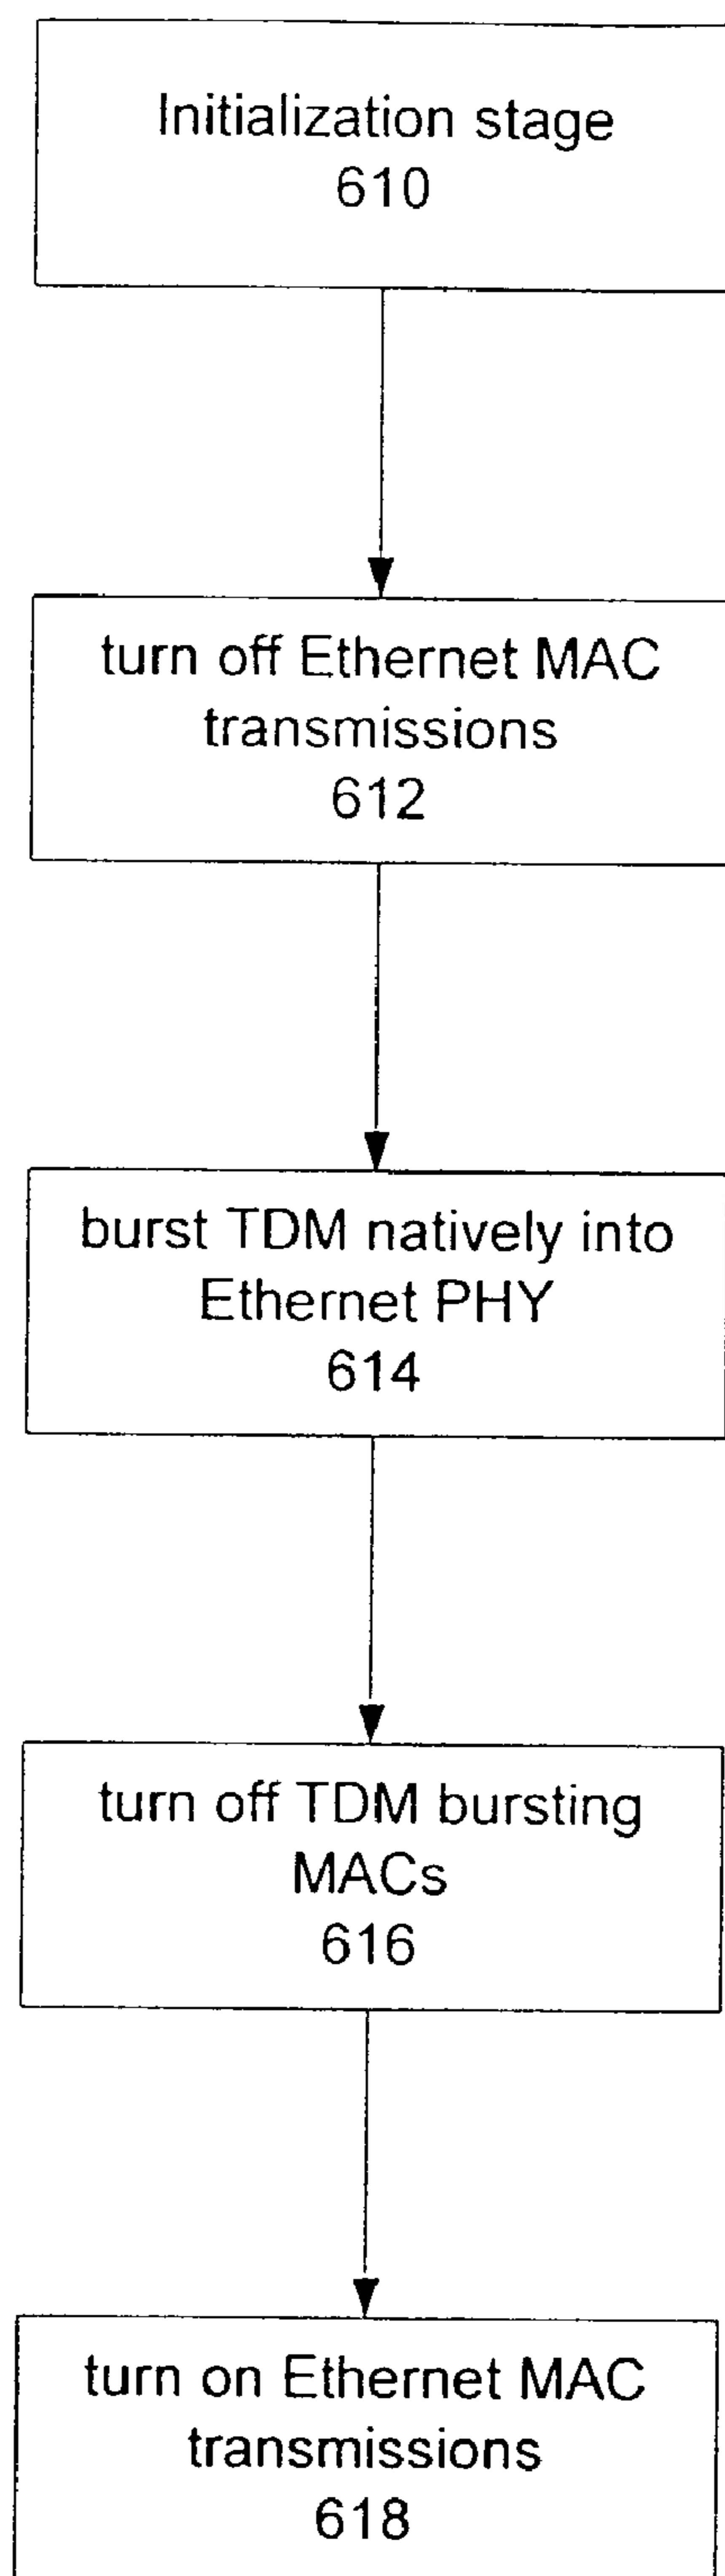 Initialization stage
610
turn off Ethernet MAC
transmissions
612
burst TDM natively into
Ethernet PHY
614
turn off TDM bursting
MACs
616
turn on Ethernet MAC
transmissions
618